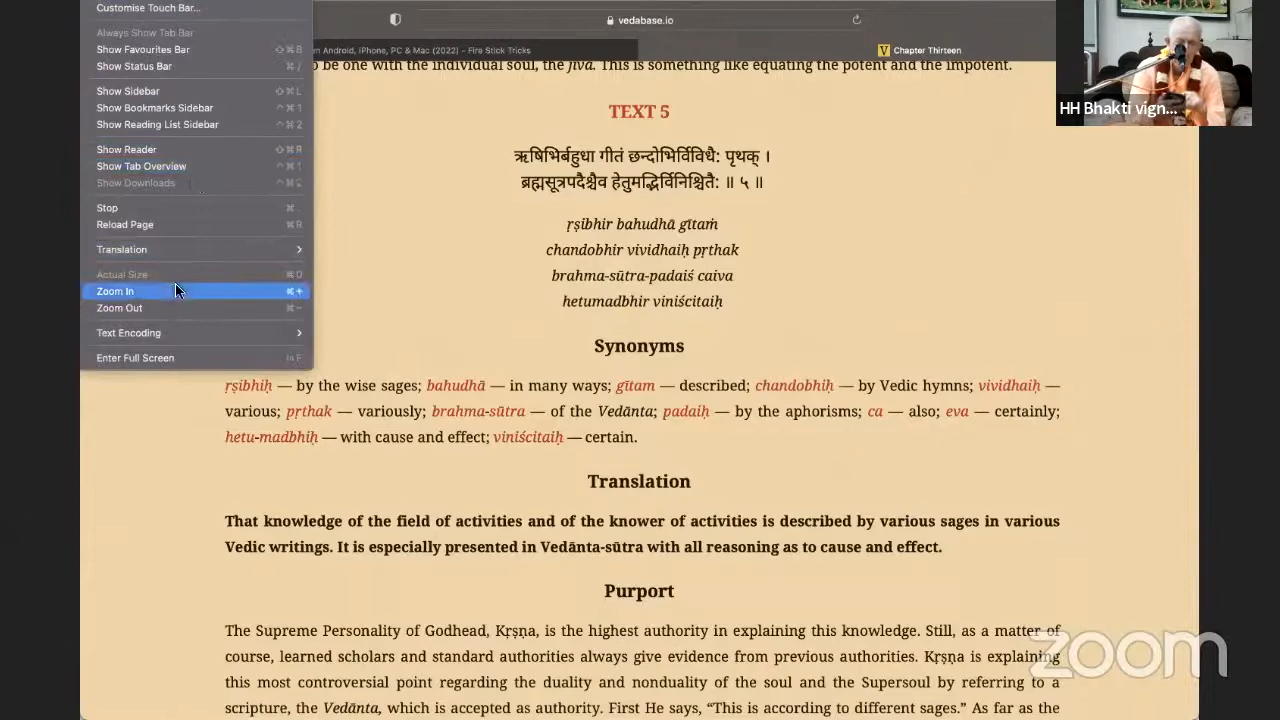 Customise Touch Bar...
Always Show Tab Bar
Show Favourites Bar ⇧⌘B
Show Status Bar ⌘/
Show Sidebar ⇧⌘L
Show Bookmarks Sidebar ^⌘1
Show Reading List Sidebar ^⌘2
Show Reader ⇧⌘R
Show Tab Overview
Show Downloads
Stop ⌘.
Reload Page ⌘R
Translation >
Actual Size
Zoom In ⌘+
Zoom Out ⌘−
Text Encoding >
Enter Full Screen
vedabase.io
n Android, iPhone, PC & Mac (2022) – Fire Stick Tricks
Chapter Thirteen
HH Bhakti vign...
to be one with the individual soul, the jīva. This is something like equating the potent and the impotent.
TEXT 5
ऋषिभिर्बहुधा गीतं छन्दोभिर्विविधै: पृथक् ।
ब्रह्मसूत्रपदैश्चैव हेतुमद्भिर्विनिश्चितै: ॥ ५ ॥
ṛṣibhir bahudhā gītaṁ
chandobhir vividhaiḥ pṛthak
brahma-sūtra-padaiś caiva
hetumadbhir viniścitaiḥ
Synonyms
ṛṣibhiḥ — by the wise sages; bahudhā — in many ways; gītam — described; chandobhiḥ — by Vedic hymns; vividhaiḥ —
various; pṛthak — variously; brahma-sūtra — of the Vedānta; padaiḥ — by the aphorisms; ca — also; eva — certainly;
hetu-madbhiḥ — with cause and effect; viniścitaiḥ — certain.
Translation
That knowledge of the field of activities and of the knower of activities is described by various sages in various
Vedic writings. It is especially presented in Vedānta-sūtra with all reasoning as to cause and effect.
Purport
The Supreme Personality of Godhead, Kṛṣṇa, is the highest authority in explaining this knowledge. Still, as a matter of
course, learned scholars and standard authorities always give evidence from previous authorities. Kṛṣṇa is explaining
this most controversial point regarding the duality and nonduality of the soul and the Supersoul by referring to a
scripture, the Vedānta, which is accepted as authority. First He says, “This is according to different sages.” As far as the
zoom